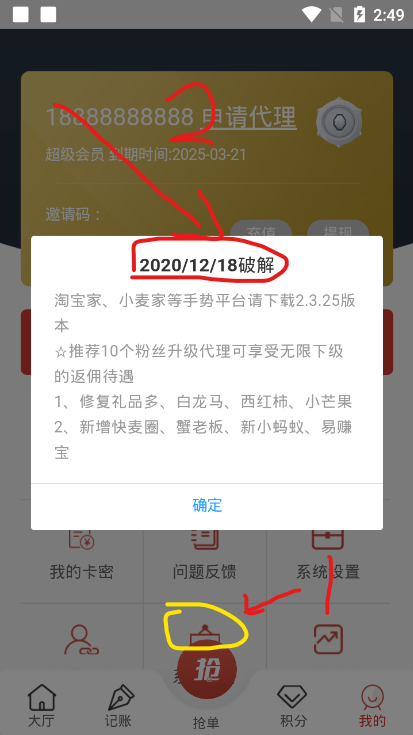 2:49
2
18888888888 申请代理
超级会员 到期时间:2025-03-21
邀请码：
充值
提现
2020/12/18破解
淘宝家、小麦家等手势平台请下载2.3.25版
本
☆推荐10个粉丝升级代理可享受无限下级
的返佣待遇
1、修复礼品多、白龙马、西红柿、小芒果
2、新增快麦圈、蟹老板、新小蚂蚁、易赚
宝
确定
我的卡密
问题反馈
系统设置
抢
大厅
记账
抢单
积分
我的